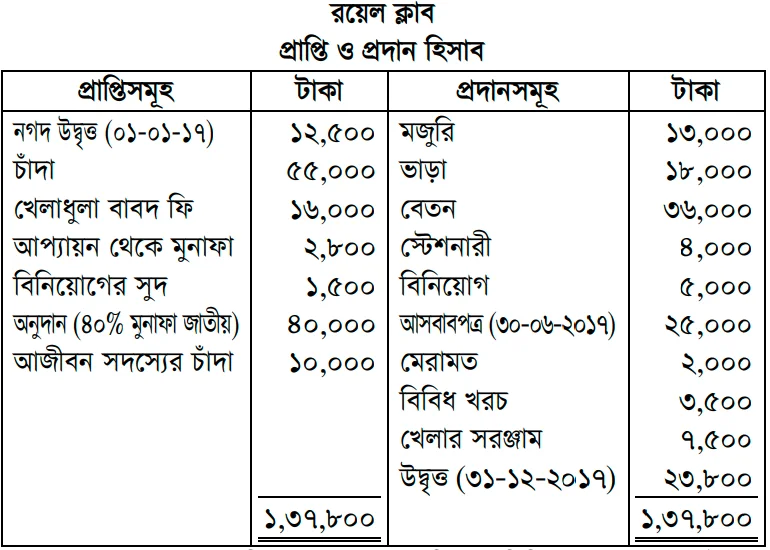 রয়েল ক্লাব
প্রাপ্তি ও প্রদান হিসাব
প্রাপ্তিসমূহ টাকা প্রদানসমূহ টাকা
নগদ উদ্বৃত্ত (০১-০১-১৭) ১২,৫০০ মজুরি ১৩,০০০
চাঁদা ৫৫,০০০ ভাড়া ১৮,০০০
খেলাধুলা বাবদ ফি ১৬,০০০ বেতন ৩৬,০০০
আপ্যায়ন থেকে মুনাফা ২,৮০০ স্টেশনারী ৪,০০০
বিনিয়োগের সুদ ১,৫০০ বিনিয়োগ ৫,০০০
অনুদান (৪০% মুনাফা জাতীয়) ৪০,০০০ আসবাবপত্র (৩০-০৬-২০১৭) ২৫,০০০
আজীবন সদস্যের চাঁদা ১০,০০০ মেরামত ২,০০০
বিবিধ খরচ ৩,৫০০
খেলার সরঞ্জাম ৭,৫০০
উদ্বৃত্ত (৩১-১২-২০১৭) ২৩,৮০০
১,৩৭,৮০০ ১,৩৭,৮০০